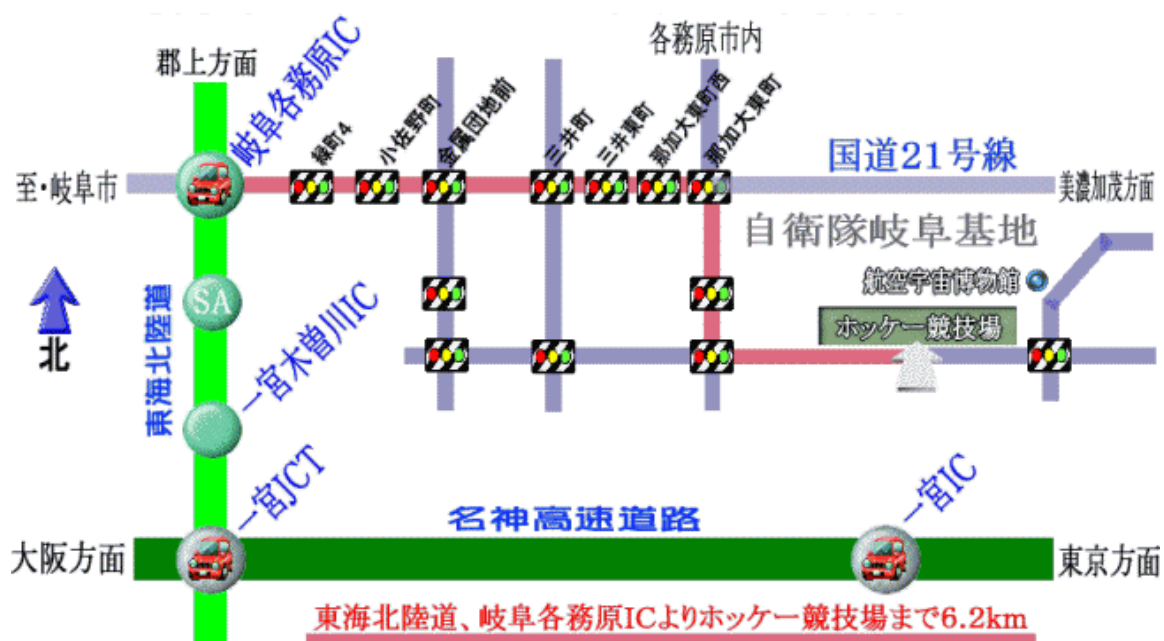 各務原市内
郡上方面
岐阜各務原IC
緑町4
小佐野町
金属団地前
三井町
三井東町
那加大東町西
那加大東町
国道21号線
至・岐阜市
美濃加茂方面
自衛隊岐阜基地
航空宇宙博物館
SA
ホッケー競技場
北
東海北陸道
一宮木曽川IC
一宮JCT
一宮IC
名神高速道路
大阪方面
東京方面
東海北陸道、岐阜各務原ICよりホッケー競技場まで6.2km